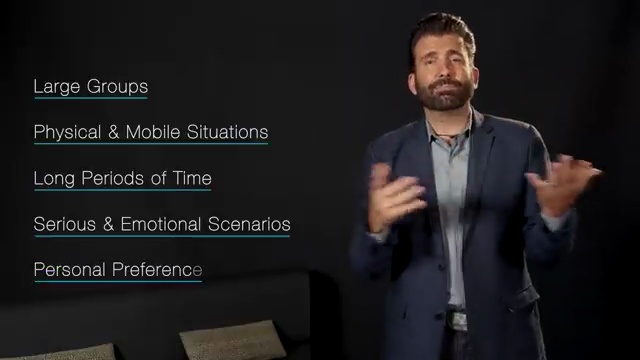 Large Groups
Physical & Mobile Situations
Long Periods of Time
Serious & Emotional Scenarios
Personal Preference